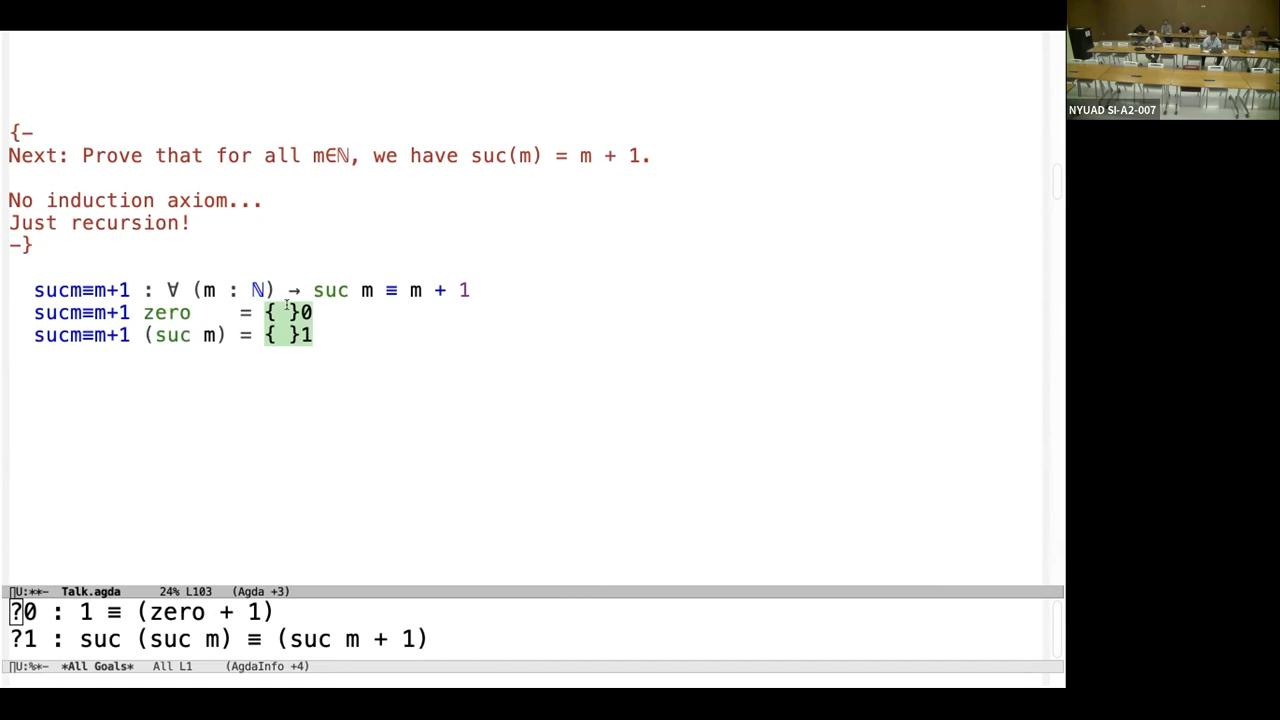 NYUAD SI-A2-007
{-
Next: Prove that for all m∈ℕ, we have suc(m) = m + 1.
No induction axiom...
Just recursion!
-}
sucm≡m+1 : ∀ (m : ℕ) → suc m ≡ m + 1
sucm≡m+1 zero    = { }0
sucm≡m+1 (suc m) = { }1
∏U:**-  Talk.agda      24% L103   (Agda +3)
?0 : 1 ≡ (zero + 1)
?1 : suc (suc m) ≡ (suc m + 1)
∏U:%*-  *All Goals*   All L1     (AgdaInfo +4)